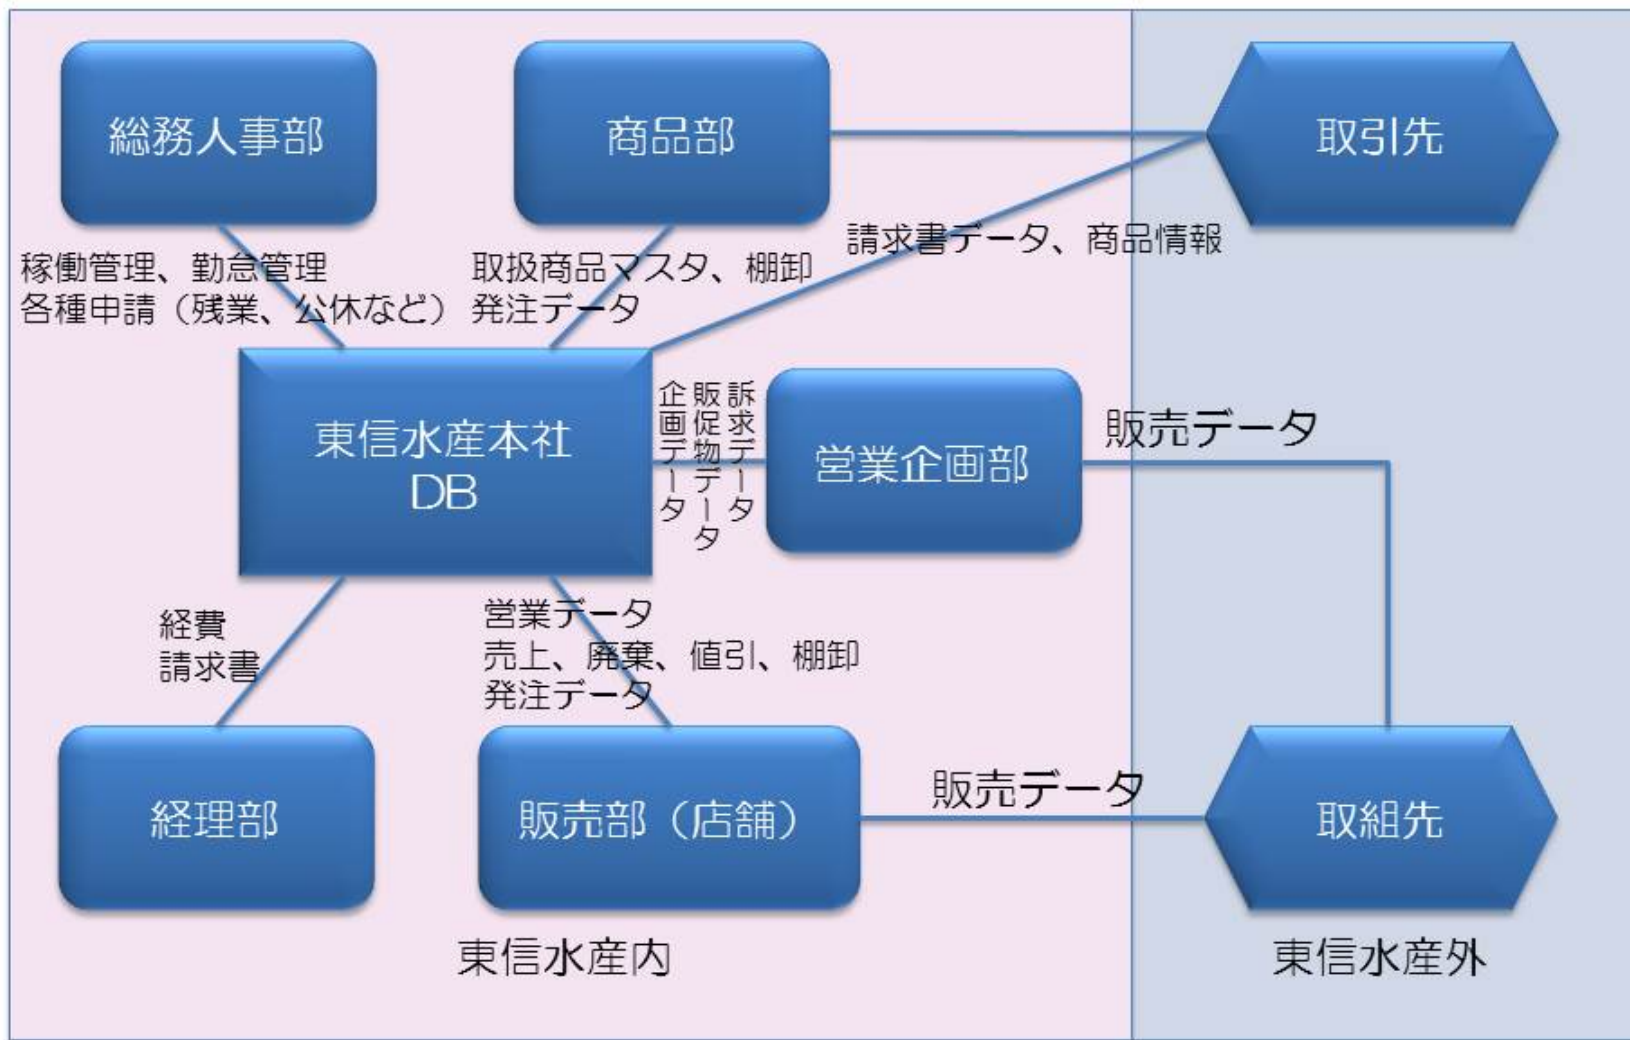 総務人事部
商品部
取引先
請求書データ、商品情報
稼働管理、勤怠管理
各種申請（残業、公休など）
取扱商品マスタ、棚卸
発注データ
東信水産本社
DB
訴求データ
販促物データ
企画データ
営業企画部
販売データ
経費
請求書
営業データ
売上、廃棄、値引、棚卸
発注データ
経理部
販売部（店舗）
販売データ
取組先
東信水産内
東信水産外